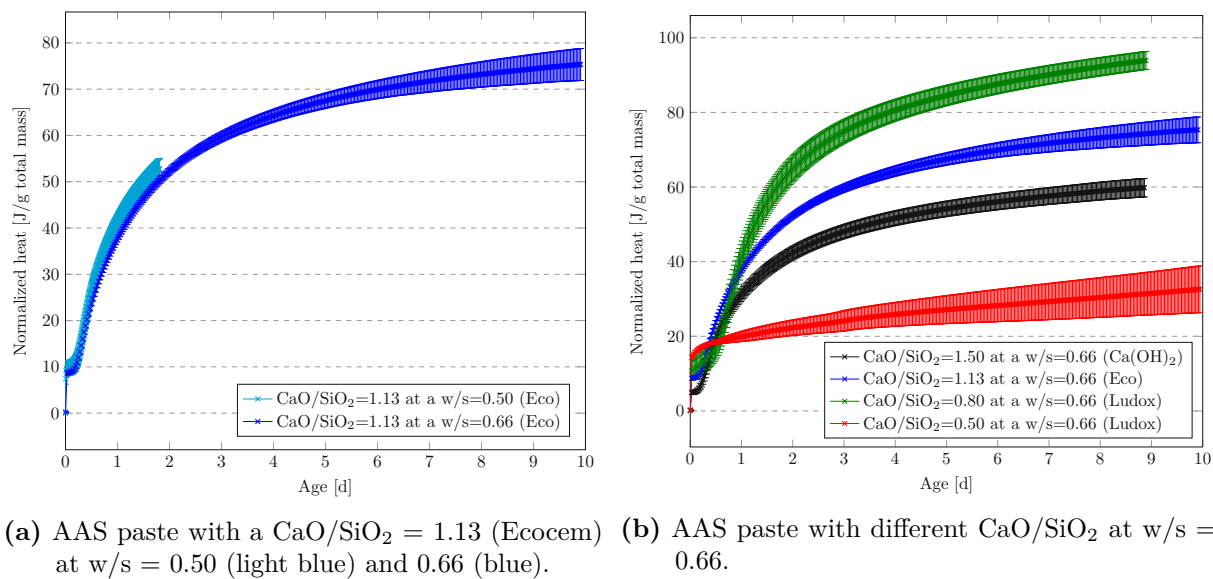 80
70
60
50
40
30
20
10
0
Normalized heat [J/g total mass]
CaO/SiO₂=1.13 at a w/s=0.50 (Eco)
CaO/SiO₂=1.13 at a w/s=0.66 (Eco)
0 1 2 3 4 5 6 7 8 9 10
Age [d]
(a) AAS paste with a CaO/SiO₂ = 1.13 (Ecocem)
at w/s = 0.50 (light blue) and 0.66 (blue).
100
80
60
40
20
0
Normalized heat [J/g total mass]
CaO/SiO₂=1.50 at a w/s=0.66 (Ca(OH)₂)
CaO/SiO₂=1.13 at a w/s=0.66 (Eco)
CaO/SiO₂=0.80 at a w/s=0.66 (Ludox)
CaO/SiO₂=0.50 at a w/s=0.66 (Ludox)
0 1 2 3 4 5 6 7 8 9 10
Age [d]
(b) AAS paste with different CaO/SiO₂ at w/s =
0.66.